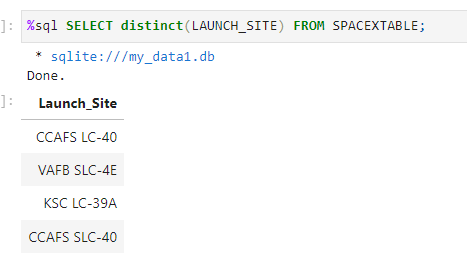 ]: %sql SELECT distinct(LAUNCH_SITE) FROM SPACEXTABLE;
* sqlite:///my_data1.db
Done.
]: Launch_Site
CCAFS LC-40
VAFB SLC-4E
KSC LC-39A
CCAFS SLC-40